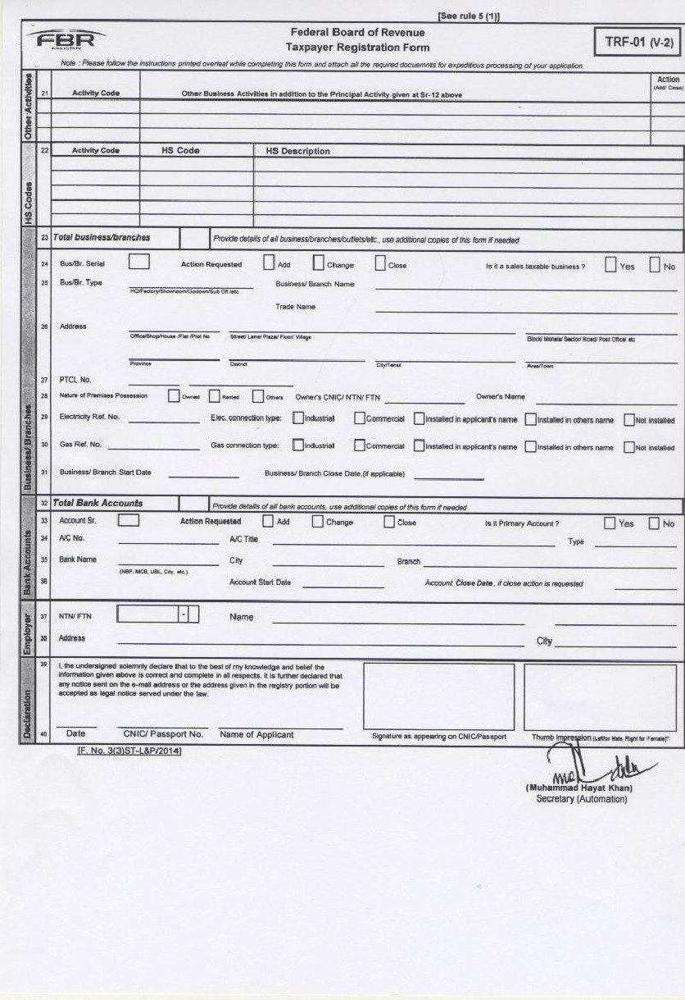 [See rule 5 (1)]
FBR
PAKISTAN
Federal Board of Revenue
Taxpayer Registration Form
TRF-01 (V-2)
Note : Please follow the instructions printed overleaf while completing this form and attach all the required docuemnts for expeditious processing of your application.
Other Activities
21 Activity Code Other Business Activities in addition to the Principal Activity given at Sr-12 above Action
(Add/ Close)
HS Codes
22 Activity Code HS Code HS Description
Business/ Branches
23 Total business/branches Provide details of all business/branches/outlets/etc., use additional copies of this form if needed
24 Bus/Br. Serial Action Requested Add Change Close Is it a sales taxable business ? Yes No
25 Bus/Br. Type Business/ Branch Name
HQ/Factory/Showroom/Godown/Sub Off./etc.
Trade Name
26 Address
Office/Shop/House /Flat /Plot No Street/ Lane/ Plaza/ Floor/ Village Block/ Mohala/ Sector/ Road/ Post Office/ etc
Province District City/Tehsil Area/Town
27 PTCL No.
28 Nature of Premises Possession Owned Rented Others Owner's CNIC/ NTN/ FTN Owner's Name
29 Electricity Ref. No. Elec. connection type: Industrial Commercial Installed in applicant's name Installed in others name Not installed
30 Gas Ref. No. Gas connection type: Industrial Commercial Installed in applicant's name Installed in others name Not installed
31 Business/ Branch Start Date Business/ Branch Close Date,(if applicable)
Bank Accounts
32 Total Bank Accounts Provide details of all bank accounts, use additional copies of this form if needed
33 Account Sr. Action Requested Add Change Close Is it Primary Account ? Yes No
34 A/C No. A/C Title Type
35 Bank Name City Branch
(NBP, MCB, UBL, City, etc.)
36 Account Start Date Account Close Date, if close action is requested
Employer
37 NTN/ FTN - Name
38 Address City
Declaration
39 I, the undersigned solemnly declare that to the best of my knowledge and belief the
information given above is correct and complete in all respects. It is further declared that
any notice sent on the e-mail address or the address given in the registry portion will be
accepted as legal notice served under the law.
40 Date CNIC/ Passport No. Name of Applicant Signature as appearing on CNIC/Passport Thumb Impression (Left for Male, Right for Female)".
[F. No. 3(3)ST-L&P/2014]
(Muhammad Hayat Khan)
Secretary (Automation)